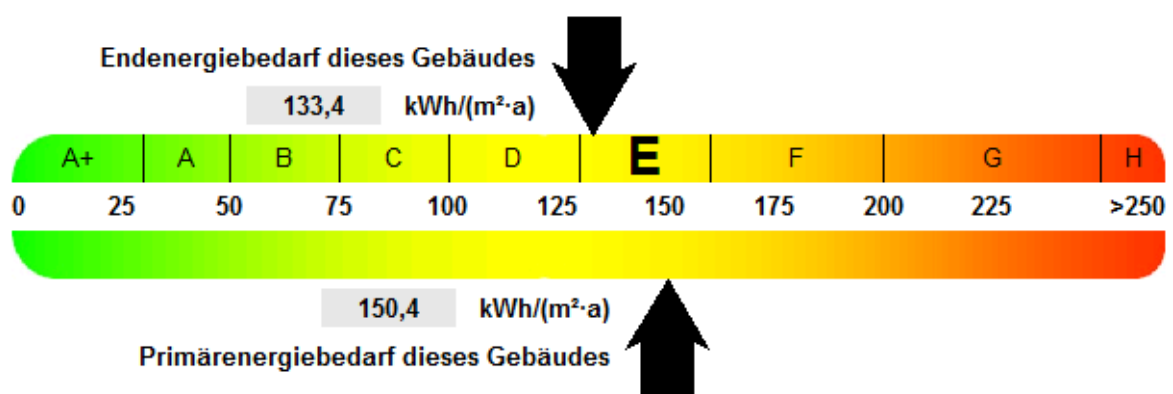 Endenergiebedarf dieses Gebäudes
133,4 kWh/(m²·a)
A+ A B C D E F G H
0 25 50 75 100 125 150 175 200 225 >250
150,4 kWh/(m²·a)
Primärenergiebedarf dieses Gebäudes